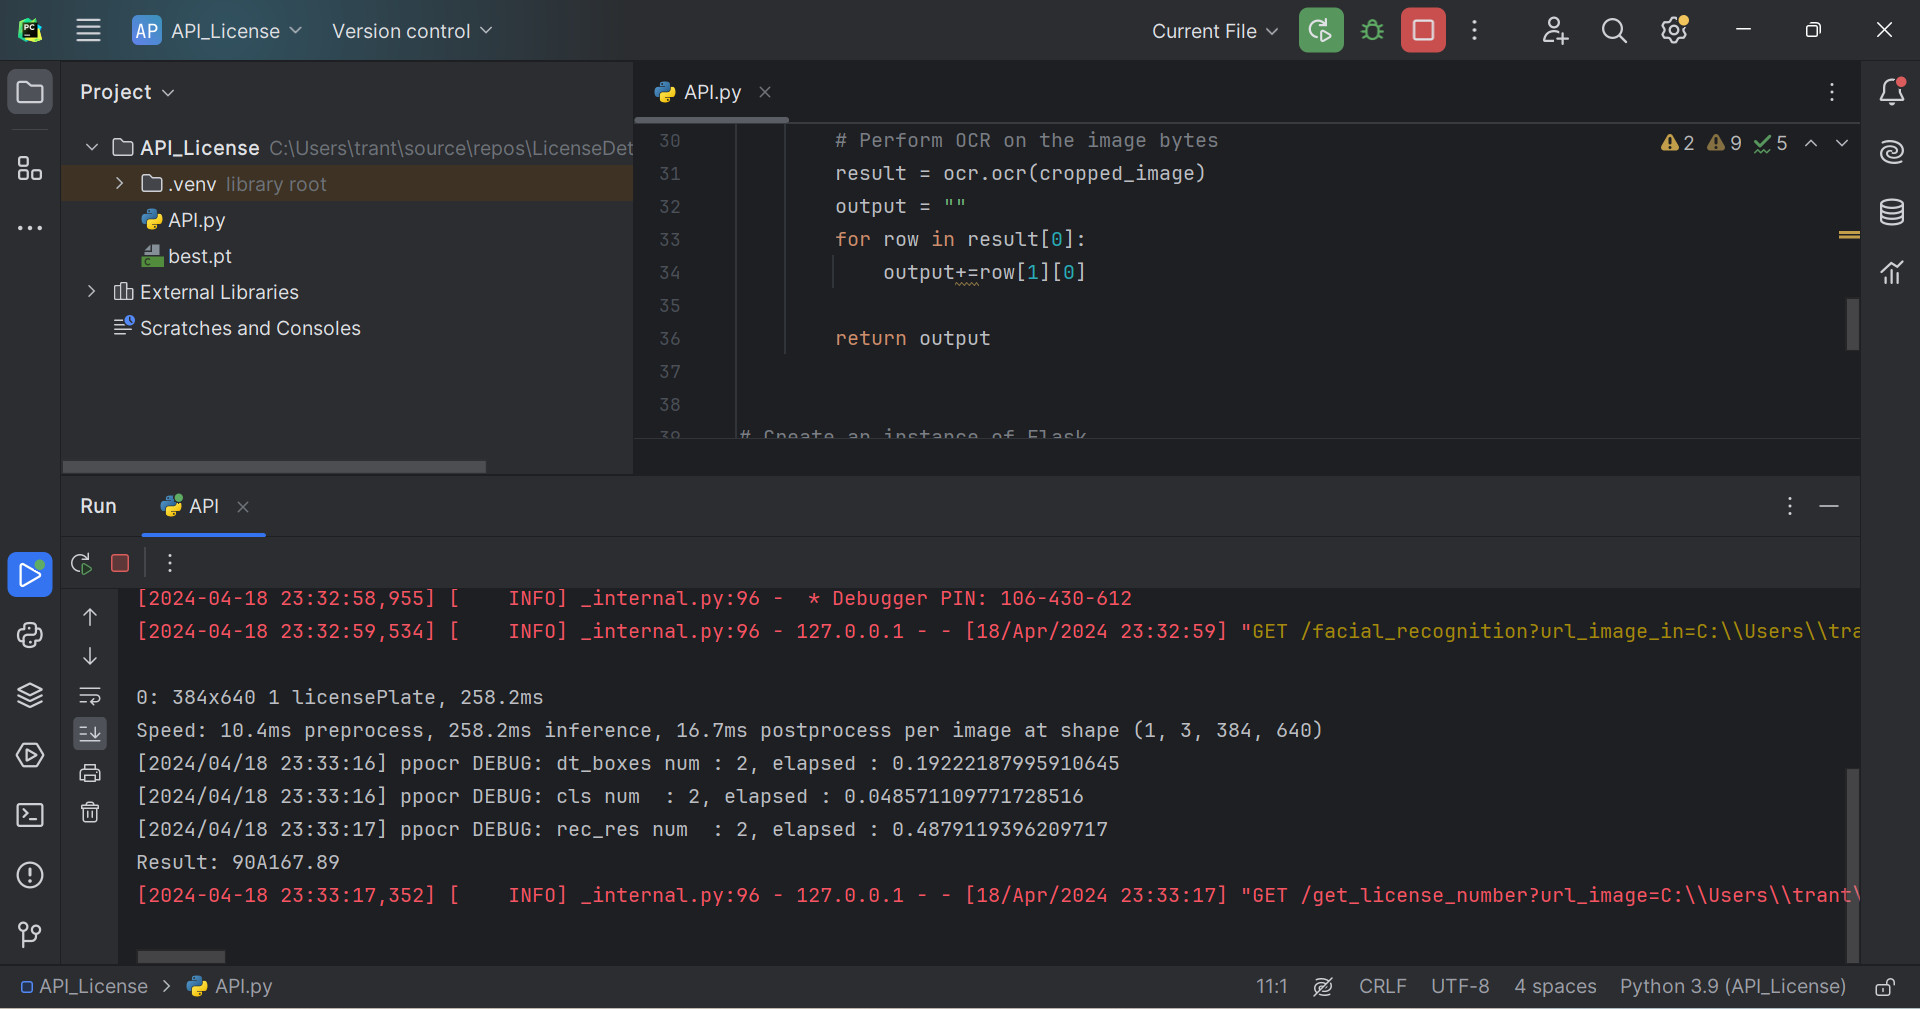 AP API_License Version control Current File
Project
API.py
API_License C:\Users\trant\source\repos\LicenseDet
.venv library root
API.py
best.pt
External Libraries
Scratches and Consoles
2 9 5
30 # Perform OCR on the image bytes
31 result = ocr.ocr(cropped_image)
32 output = ""
33 for row in result[0]:
34 output+=row[1][0]
35
36 return output
37
38
39 # Create an instance of Flask
Run API
[2024-04-18 23:32:58,955] [    INFO] _internal.py:96 -  * Debugger PIN: 106-430-612
[2024-04-18 23:32:59,534] [    INFO] _internal.py:96 - 127.0.0.1 - - [18/Apr/2024 23:32:59] "GET /facial_recognition?url_image_in=C:\\Users\\tra
0: 384x640 1 licensePlate, 258.2ms
Speed: 10.4ms preprocess, 258.2ms inference, 16.7ms postprocess per image at shape (1, 3, 384, 640)
[2024/04/18 23:33:16] ppocr DEBUG: dt_boxes num : 2, elapsed : 0.19222187995910645
[2024/04/18 23:33:16] ppocr DEBUG: cls num  : 2, elapsed : 0.048571109771728516
[2024/04/18 23:33:17] ppocr DEBUG: rec_res num  : 2, elapsed : 0.4879119396209717
Result: 90A167.89
[2024-04-18 23:33:17,352] [    INFO] _internal.py:96 - 127.0.0.1 - - [18/Apr/2024 23:33:17] "GET /get_license_number?url_image=C:\\Users\\trant\
API_License > API.py
11:1 CRLF UTF-8 4 spaces Python 3.9 (API_License)